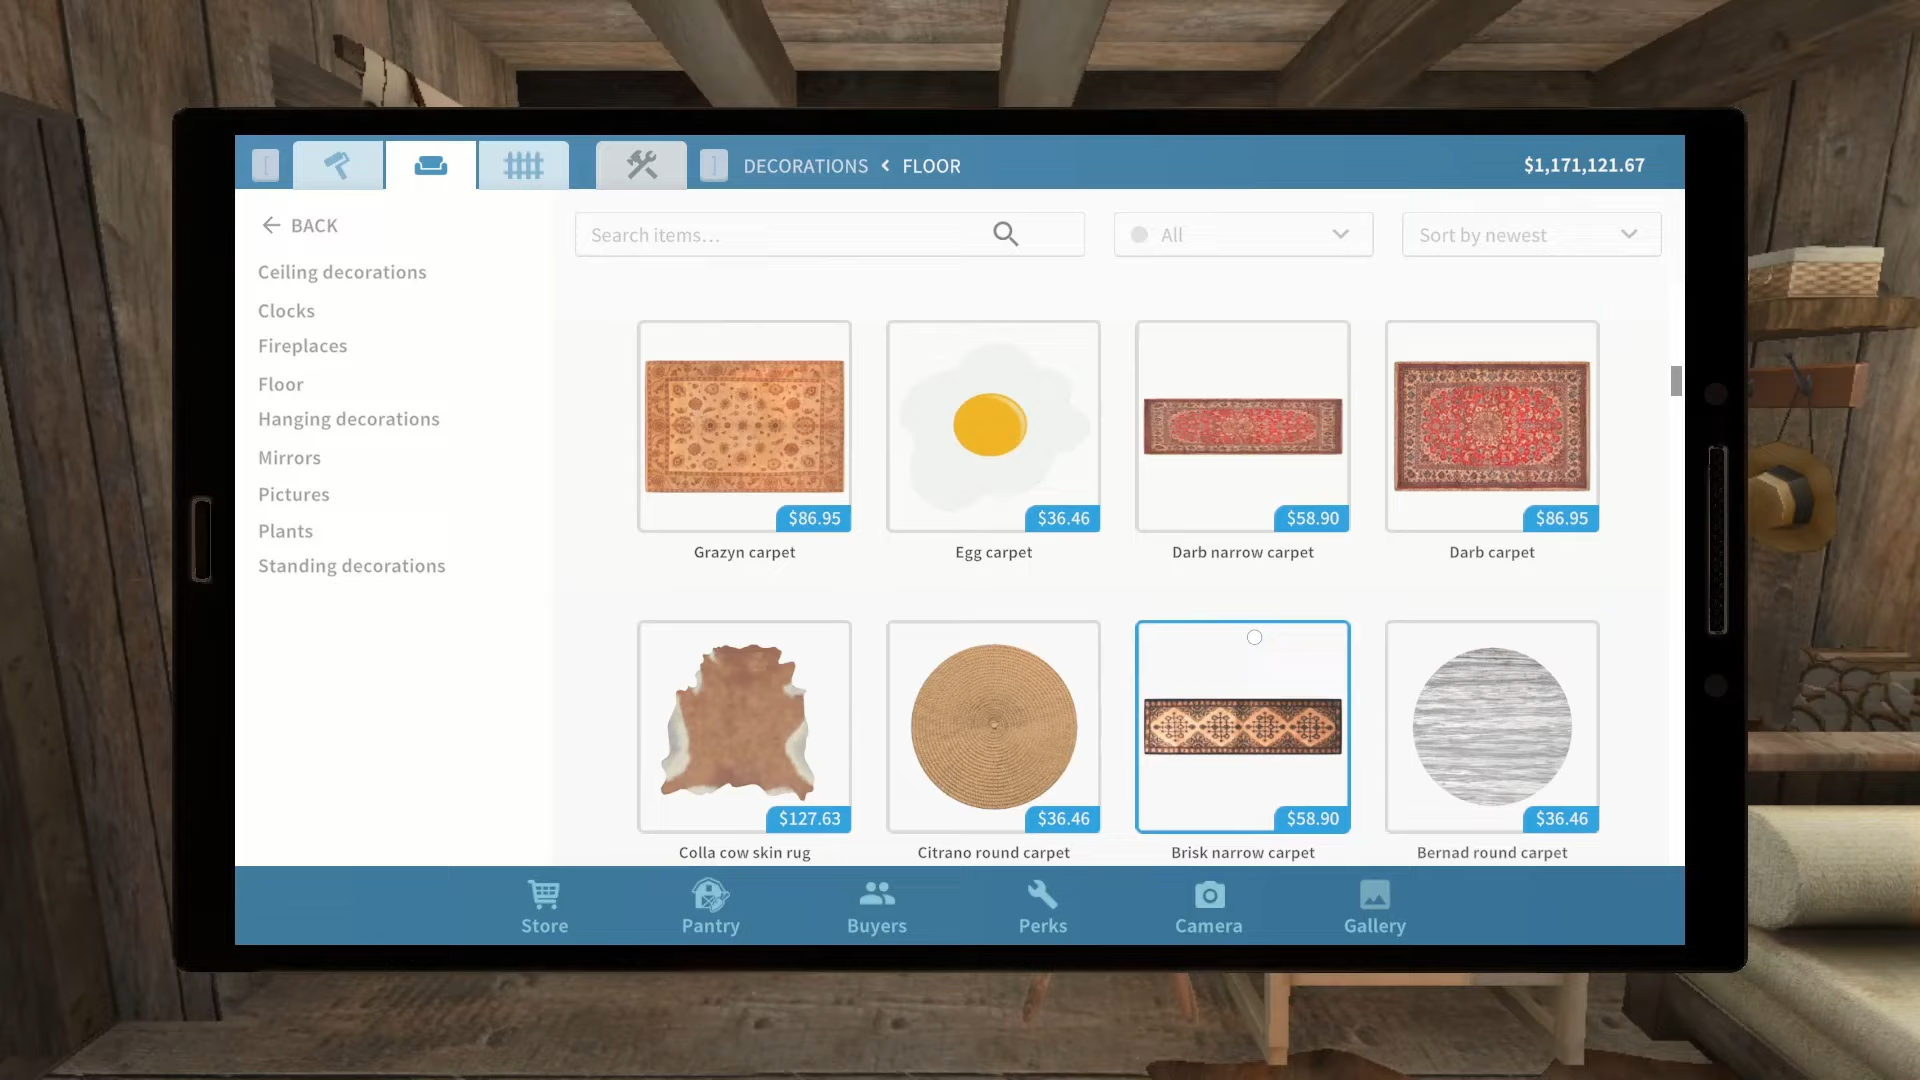 DECORATIONS < FLOOR
$1,171,121.67
BACK
Search items...
All
Sort by newest
Ceiling decorations
Clocks
Fireplaces
Floor
Hanging decorations
Mirrors
Pictures
Plants
Standing decorations
$86.95
$36.46
$58.90
$86.95
Grazyn carpet
Egg carpet
Darb narrow carpet
Darb carpet
$127.63
$36.46
$58.90
$36.46
Colla cow skin rug
Citrano round carpet
Brisk narrow carpet
Bernad round carpet
Store
Pantry
Buyers
Perks
Camera
Gallery